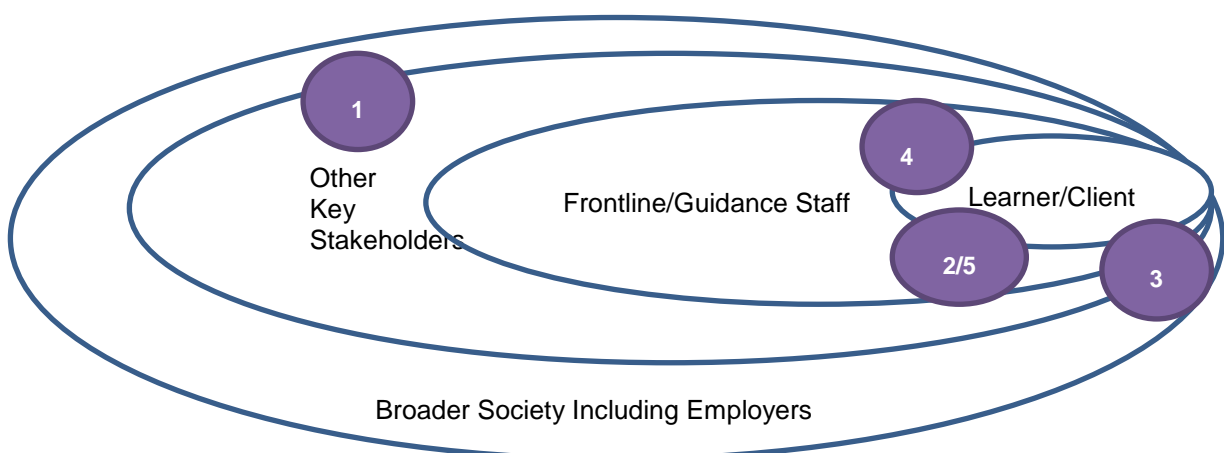 1
4
Other
Key
Stakeholders
Frontline/Guidance Staff
Learner/Client
2/5
3
Broader Society Including Employers